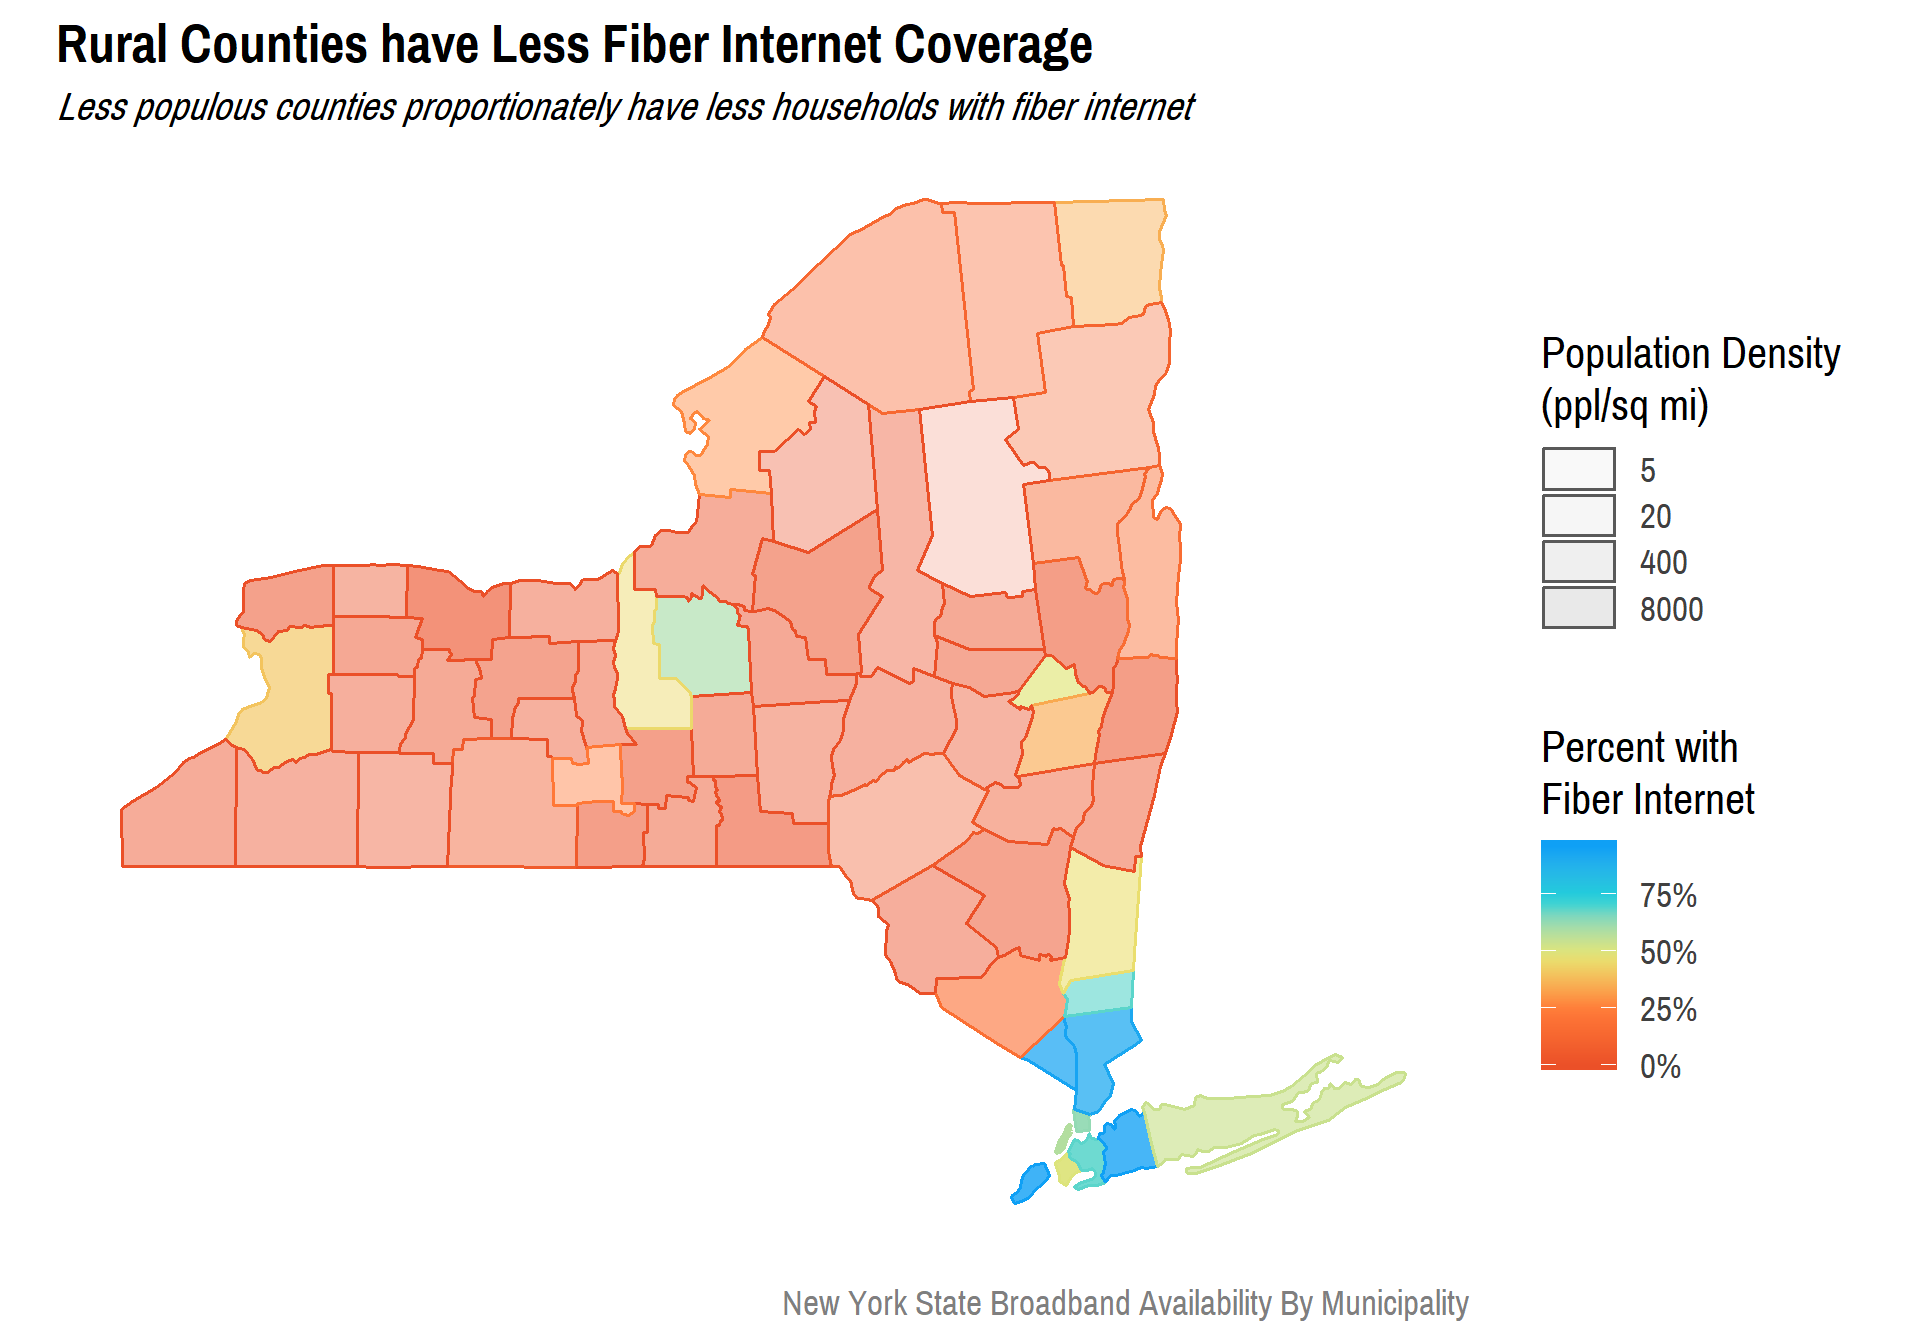 Rural Counties have Less Fiber Internet Coverage
Less populous counties proportionately have less households with fiber internet
Population Density
(ppl/sq mi)
5
20
400
8000
Percent with
Fiber Internet
75%
50%
25%
0%
New York State Broadband Availability By Municipality